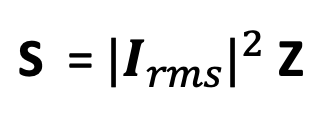 S = |I_rms|² Z